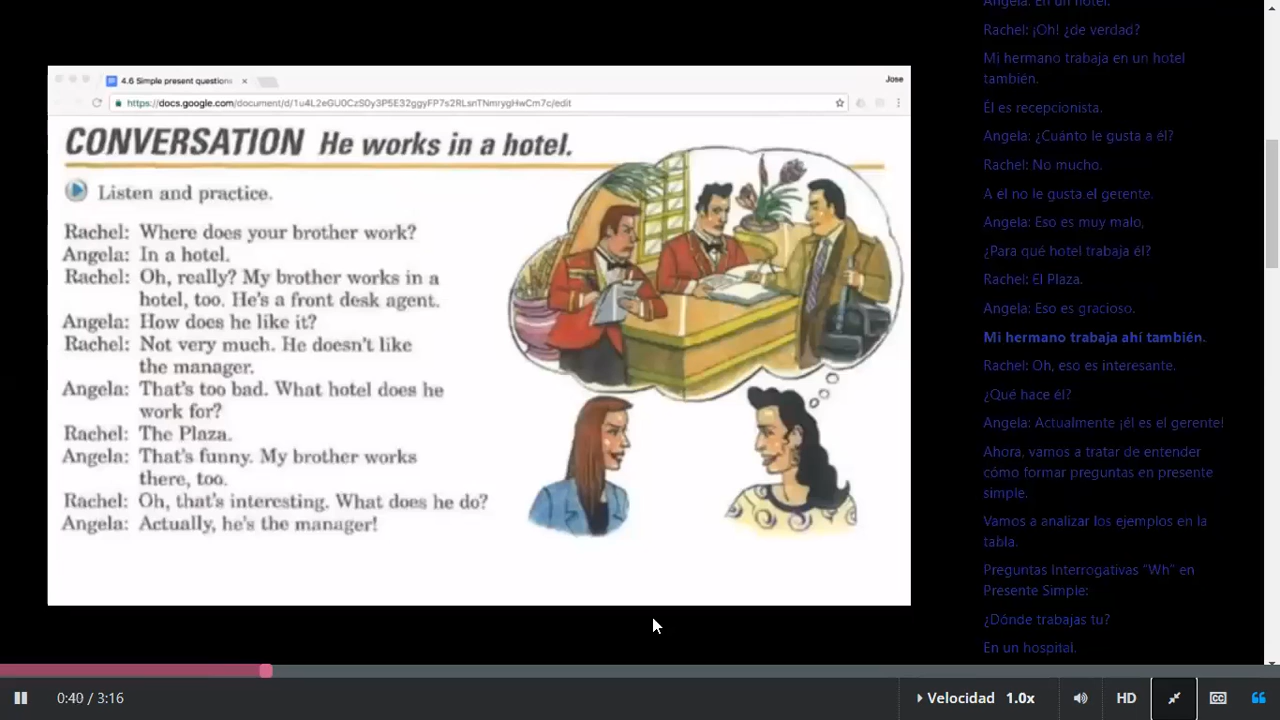 4.6 Simple present questions
Jose
https://docs.google.com/document/d/1u4L2eGU0CzS0y3P5E32ggyFP7s2RLsnTNmrygHwCm7c/edit
CONVERSATION He works in a hotel.
Listen and practice.
Rachel: Where does your brother work?
Angela: In a hotel.
Rachel: Oh, really? My brother works in a
hotel, too. He's a front desk agent.
Angela: How does he like it?
Rachel: Not very much. He doesn't like
the manager.
Angela: That's too bad. What hotel does he
work for?
Rachel: The Plaza.
Angela: That's funny. My brother works
there, too.
Rachel: Oh, that's interesting. What does he do?
Angela: Actually, he's the manager!
Angela: En un hotel.
Rachel: ¡Oh! ¿de verdad?
Mi hermano trabaja en un hotel
también.
Él es recepcionista.
Angela: ¿Cuánto le gusta a él?
Rachel: No mucho.
A él no le gusta el gerente.
Angela: Eso es muy malo,
¿Para qué hotel trabaja él?
Rachel: El Plaza.
Angela: Eso es gracioso.
Mi hermano trabaja ahí también.
Rachel: Oh, eso es interesante.
¿Qué hace él?
Angela: Actualmente ¡él es el gerente!
Ahora, vamos a tratar de entender
cómo formar preguntas en presente
simple.
Vamos a analizar los ejemplos en la
tabla.
Preguntas Interrogativas "Wh" en
Presente Simple:
¿Dónde trabajas tu?
En un hospital.
0:40 / 3:16
Velocidad 1.0x
HD
CC